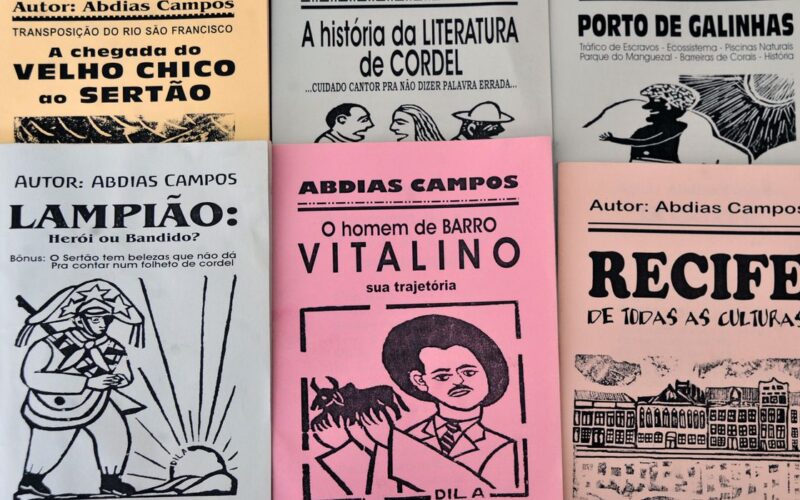 Autor: Abdias Campos
TRANSPOSIÇÃO DO RIO SÃO FRANCISCO
A chegada do
VELHO CHICO
ao SERTÃO
A história da LITERATURA
de CORDEL
...CUIDADO CANTOR PRA NÃO DIZER PALAVRA ERRADA...
PORTO DE GALINHAS
Tráfico de Escravos - Ecossistema - Piscinas Naturais
Parque do Manguezal - Barreiras de Corais - História
AUTOR: ABDIAS CAMPOS
LAMPIÃO:
Herói ou Bandido?
Bônus: O Sertão tem belezas que não dá
Pra contar num folheto de cordel
DILA
ABDIAS CAMPOS
O homem de BARRO
VITALINO
sua trajetória
DILA
Autor: Abdias Campos
RECIFE
DE TODAS AS CULTURAS